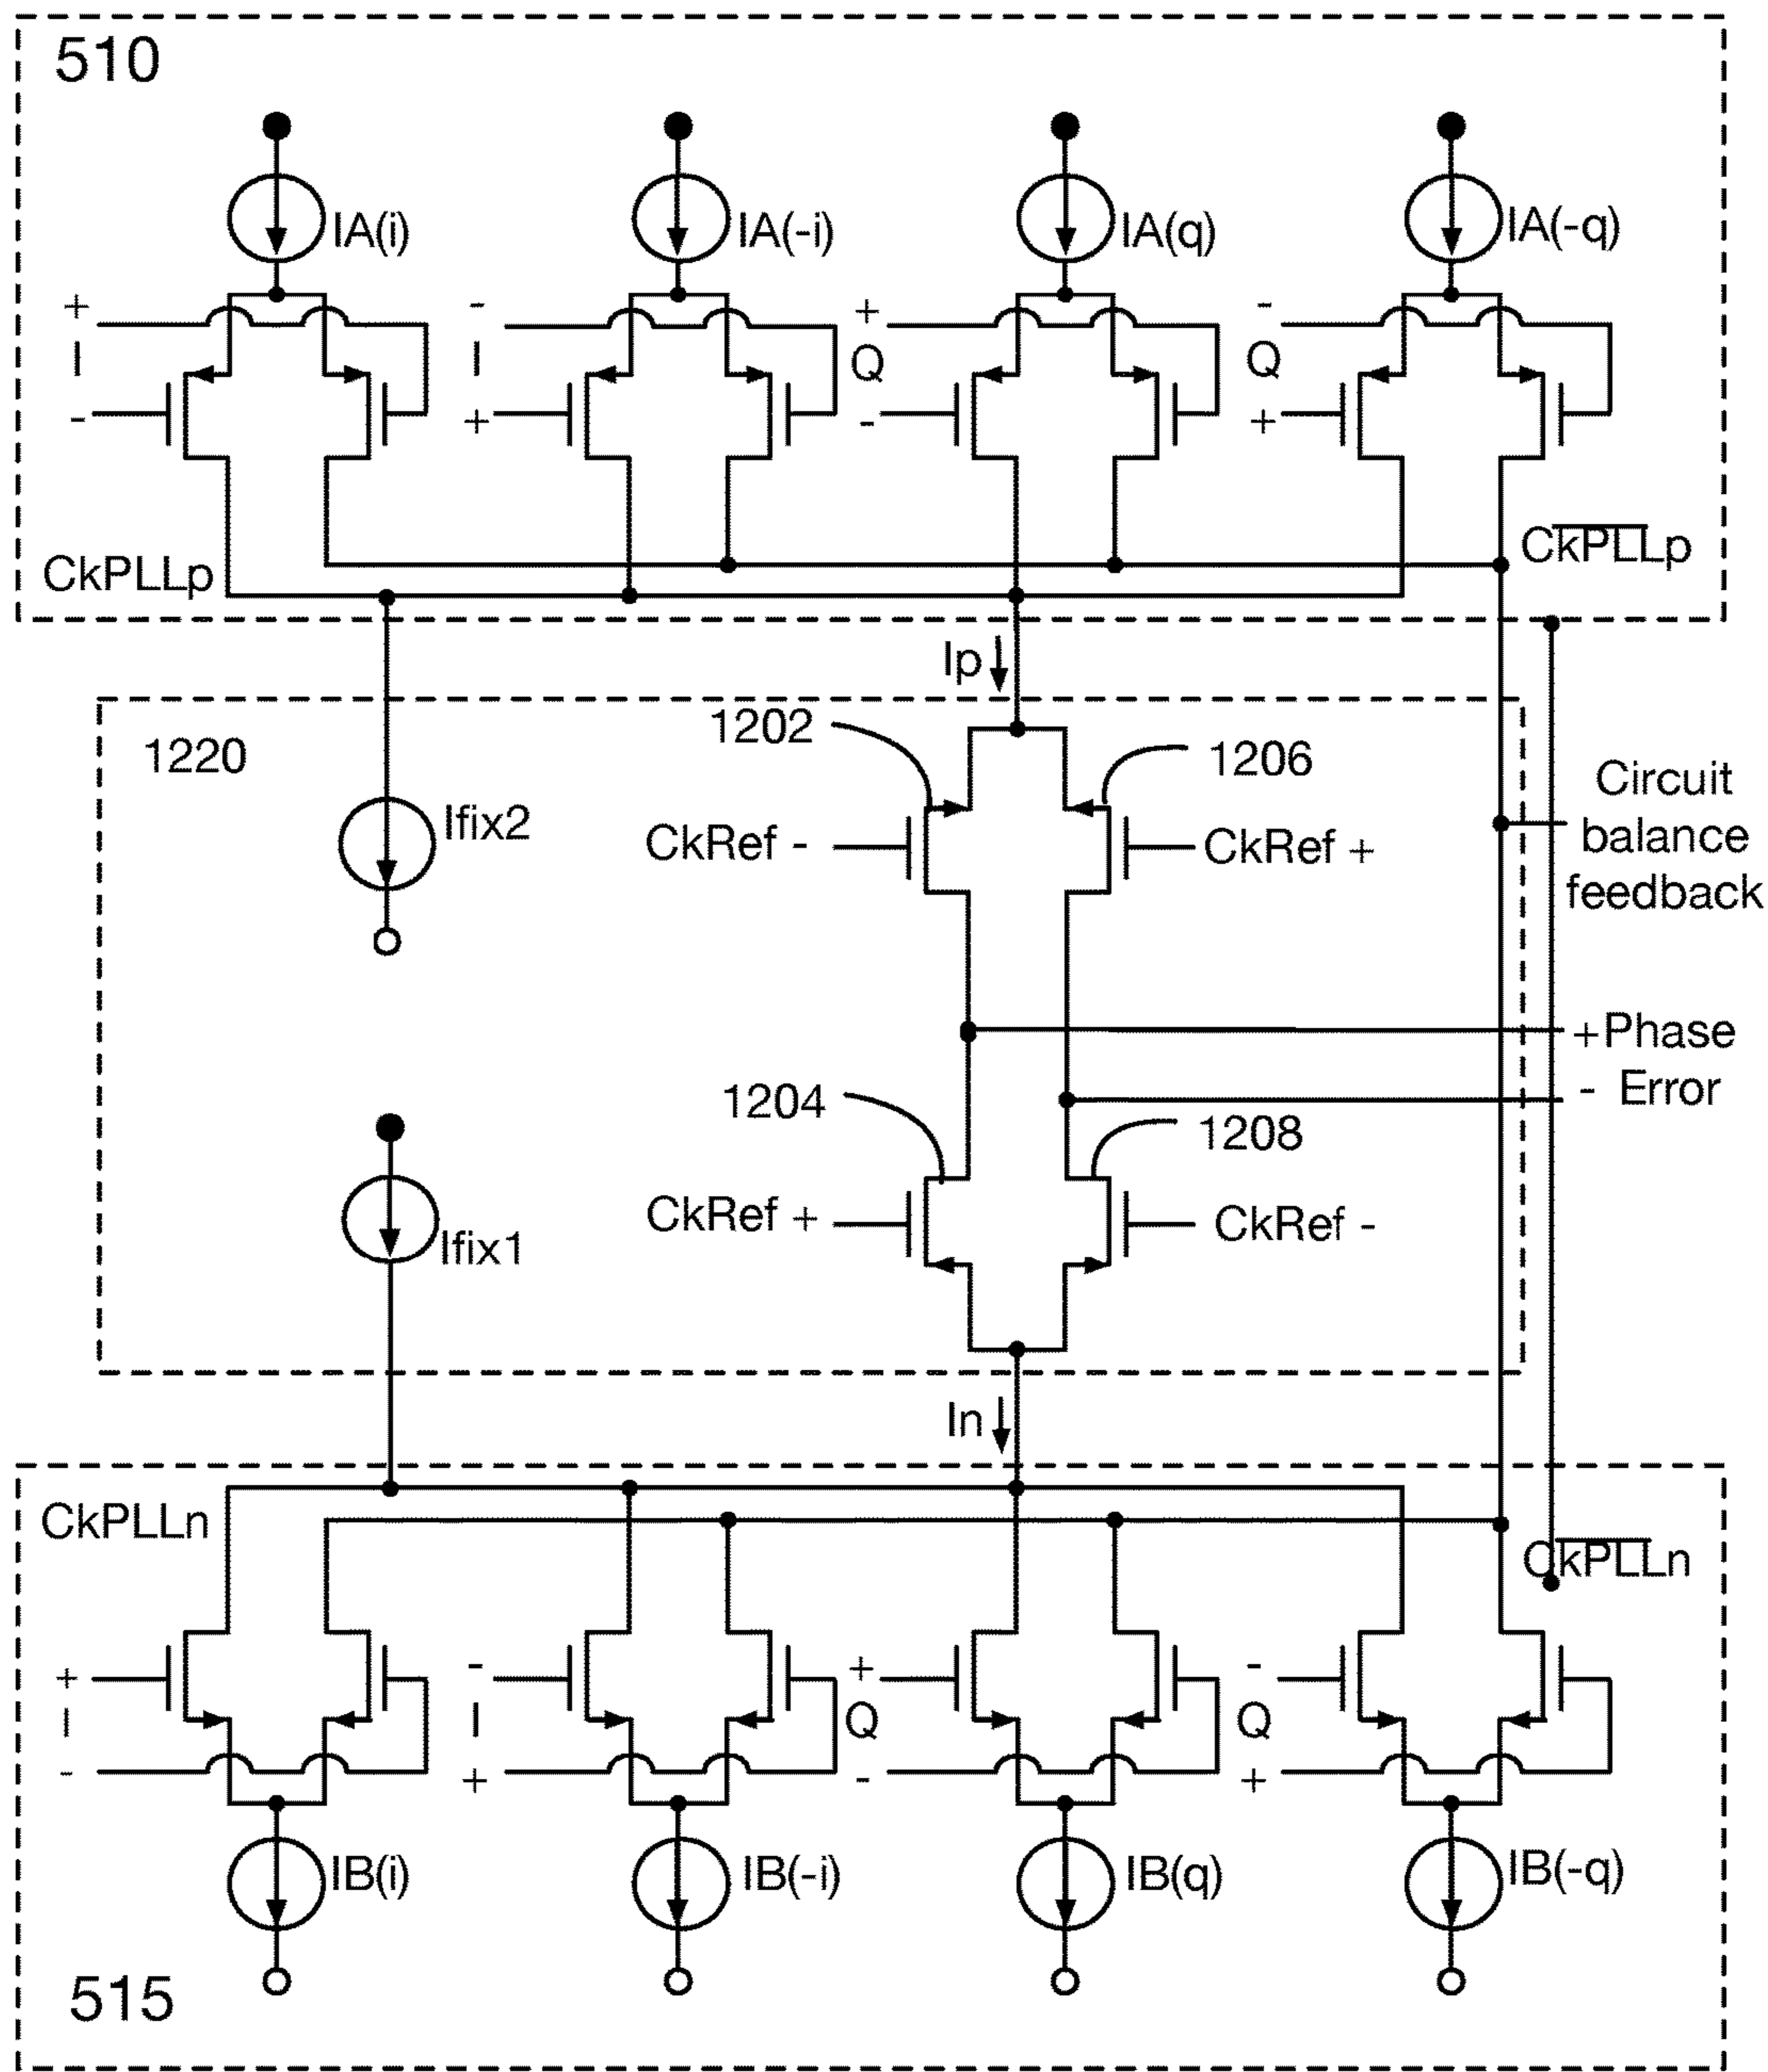 510
IA(i)
IA(-i)
IA(q)
IA(-q)
+
I
-
-
I
+
+
Q
-
-
Q
+
CkPLLp
CkPLLp
Ip
1220
1202
1206
Ifix2
CkRef -
CkRef +
Circuit
balance
feedback
+Phase
- Error
1204
1208
Ifix1
CkRef +
CkRef -
In
CkPLLn
CkPLLn
+
I
-
-
I
+
+
Q
-
-
Q
+
IB(i)
IB(-i)
IB(q)
IB(-q)
515